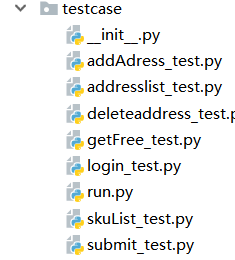 testcase
__init__.py
addAdress_test.py
addresslist_test.py
deleteaddress_test.p
getFree_test.py
login_test.py
run.py
skuList_test.py
submit_test.py